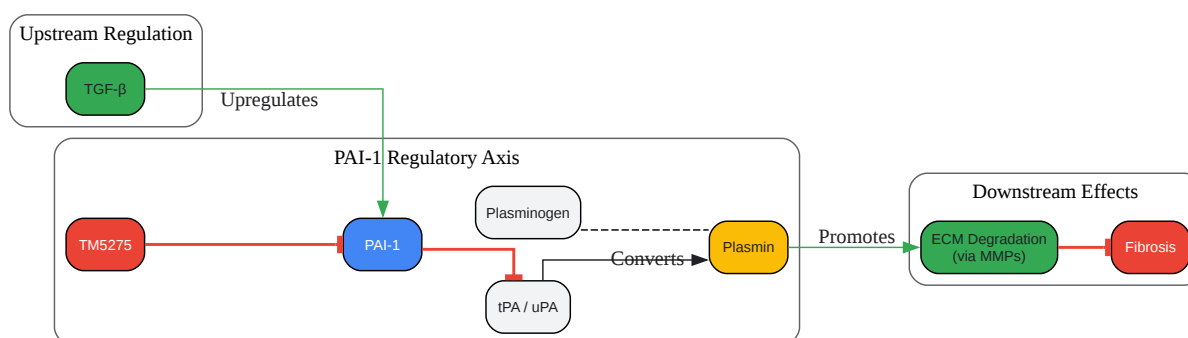 Upstream Regulation
TGF-β
Upregulates
PAI-1 Regulatory Axis
TM5275
PAI-1
Plasminogen
Converts
tPA / uPA
Plasmin
Promotes
Downstream Effects
ECM Degradation
(via MMPs)
Fibrosis